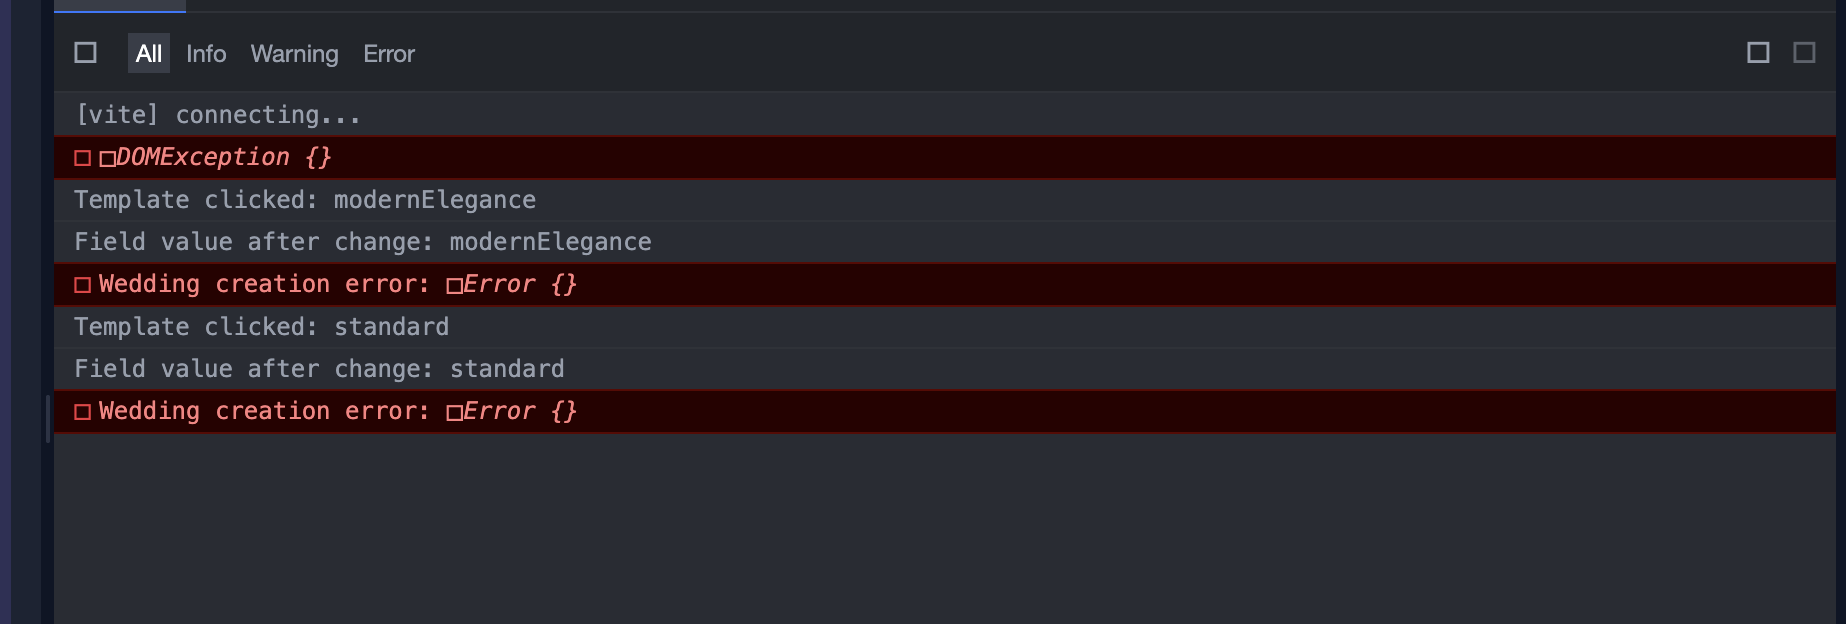 All Info Warning Error
[vite] connecting...
DOMException {}
Template clicked: modernElegance
Field value after change: modernElegance
Wedding creation error: Error {}
Template clicked: standard
Field value after change: standard
Wedding creation error: Error {}